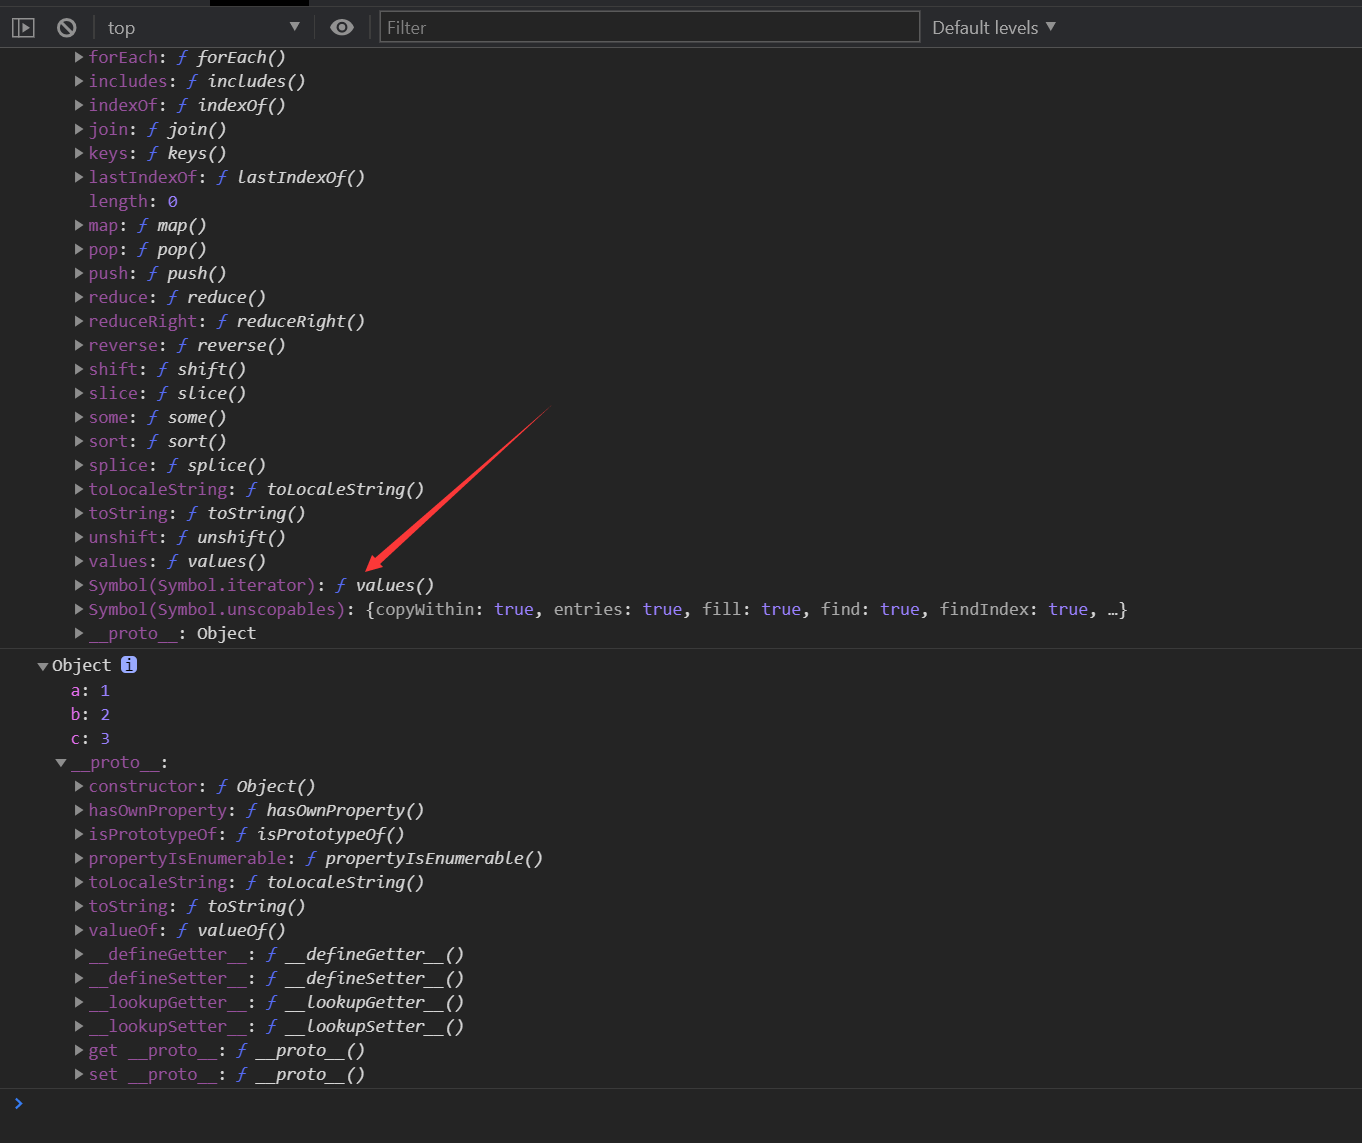 top Filter Default levels
forEach: ƒ forEach()
includes: ƒ includes()
indexOf: ƒ indexOf()
join: ƒ join()
keys: ƒ keys()
lastIndexOf: ƒ lastIndexOf()
length: 0
map: ƒ map()
pop: ƒ pop()
push: ƒ push()
reduce: ƒ reduce()
reduceRight: ƒ reduceRight()
reverse: ƒ reverse()
shift: ƒ shift()
slice: ƒ slice()
some: ƒ some()
sort: ƒ sort()
splice: ƒ splice()
toLocaleString: ƒ toLocaleString()
toString: ƒ toString()
unshift: ƒ unshift()
values: ƒ values()
Symbol(Symbol.iterator): ƒ values()
Symbol(Symbol.unscopables): {copyWithin: true, entries: true, fill: true, find: true, findIndex: true, …}
__proto__: Object
Object i
a: 1
b: 2
c: 3
__proto__:
constructor: ƒ Object()
hasOwnProperty: ƒ hasOwnProperty()
isPrototypeOf: ƒ isPrototypeOf()
propertyIsEnumerable: ƒ propertyIsEnumerable()
toLocaleString: ƒ toLocaleString()
toString: ƒ toString()
valueOf: ƒ valueOf()
__defineGetter__: ƒ __defineGetter__()
__defineSetter__: ƒ __defineSetter__()
__lookupGetter__: ƒ __lookupGetter__()
__lookupSetter__: ƒ __lookupSetter__()
get __proto__: ƒ __proto__()
set __proto__: ƒ __proto__()